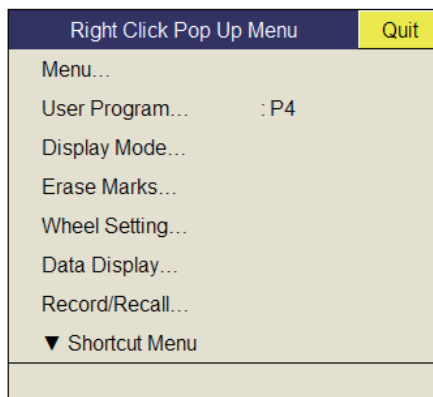 Right Click Pop Up Menu Quit
Menu...
User Program... : P4
Display Mode...
Erase Marks...
Wheel Setting...
Data Display...
Record/Recall...
▼ Shortcut Menu